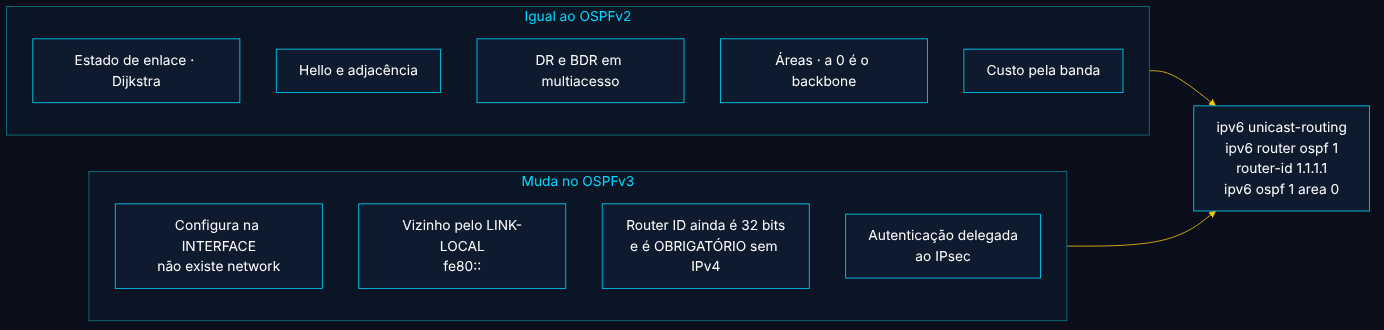 Igual ao OSPFv2
Estado de enlace ·
Dijkstra
Hello e adjacência
DR e BDR em
multiacesso
Áreas · a 0 é o
backbone
Custo pela banda
ipv6 unicast-routing
ipv6 router ospf 1
router-id 1.1.1.1
ipv6 ospf 1 area 0
Muda no OSPFv3
Configura na
INTERFACE
não existe network
Vizinho pelo LINK-
LOCAL
fe80::
Router ID ainda é 32 bits
e é OBRIGATÓRIO sem
IPv4
Autenticação delegada
ao IPsec